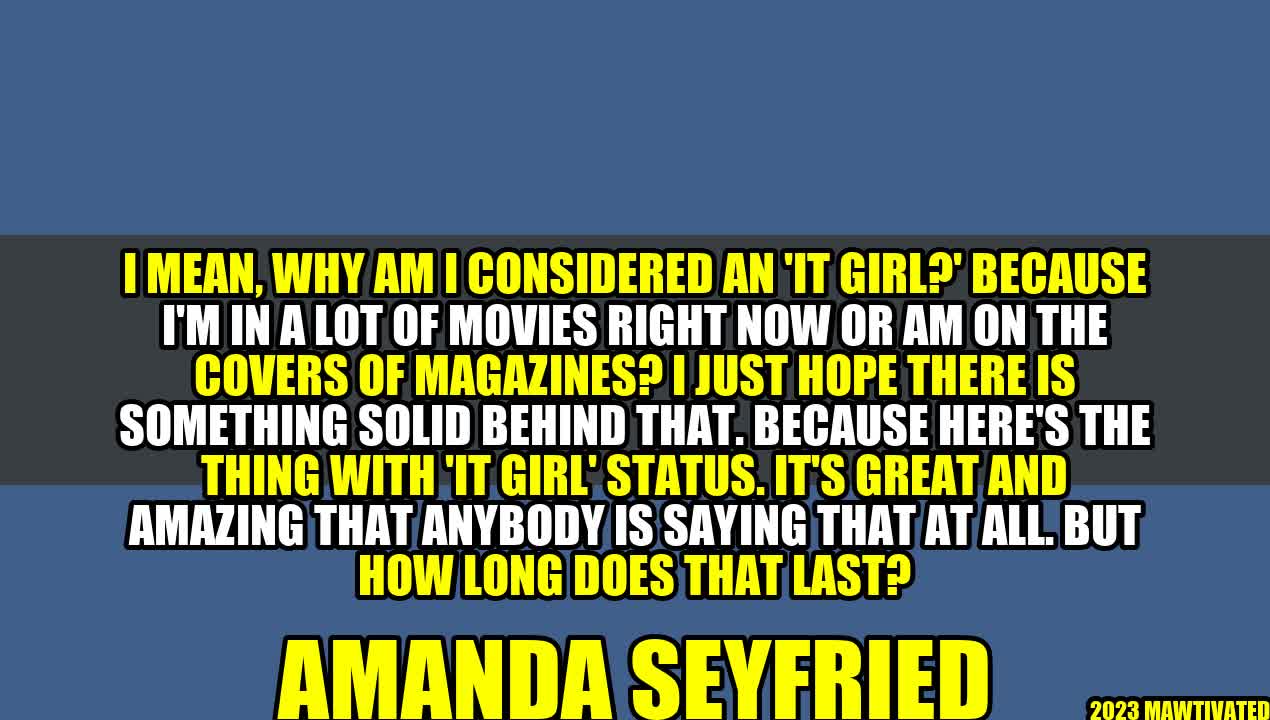 I MEAN, WHY AM I CONSIDERED AN 'IT GIRL?' BECAUSE
I'M IN A LOT OF MOVIES RIGHT NOW OR AM ON THE
COVERS OF MAGAZINES? I JUST HOPE THERE IS
SOMETHING SOLID BEHIND THAT. BECAUSE HERE'S THE
THING WITH 'IT GIRL' STATUS. IT'S GREAT AND
AMAZING THAT ANYBODY IS SAYING THAT AT ALL. BUT
HOW LONG DOES THAT LAST?
AMANDA SEYFRIED
2023 MAWTIVATED